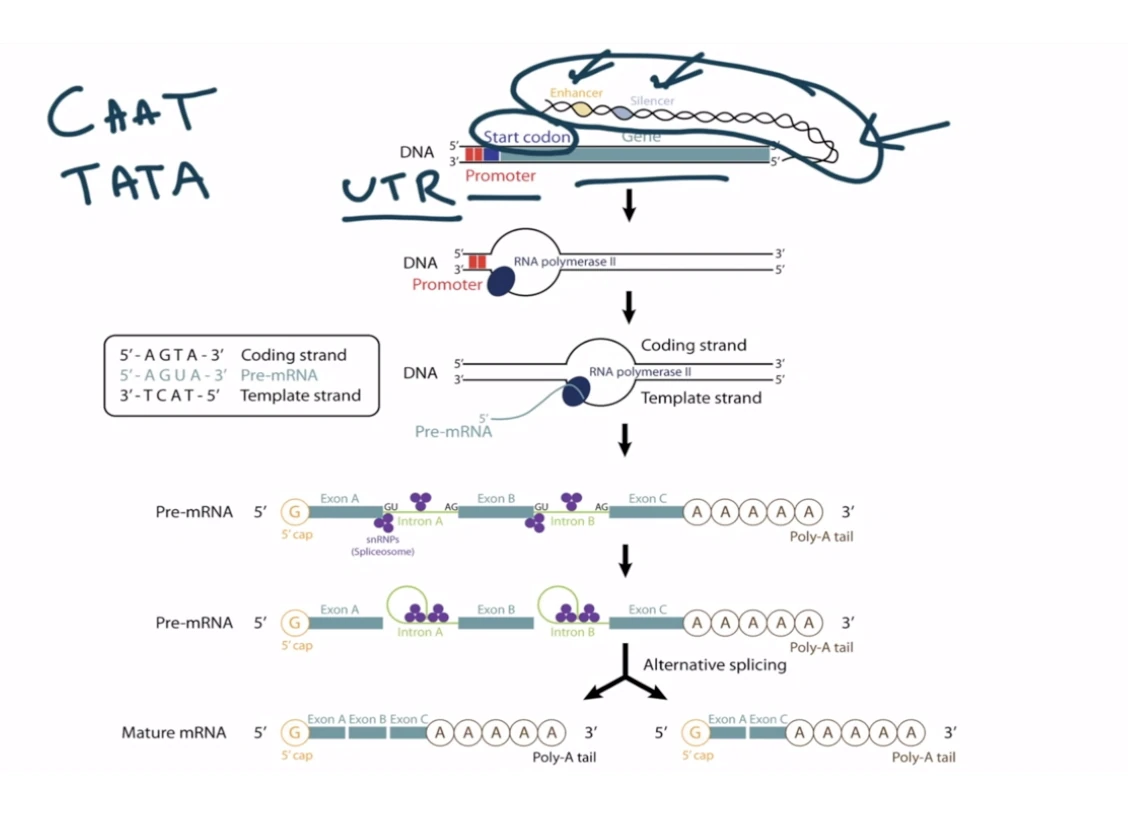 CAAT
TATA
Enhancer
Silencer
Start codon
Gene
DNA 5′ 3′
3′ 5′
UTR
Promoter
DNA 5′ 3′
3′ 5′
RNA polymerase II
Promoter
5′- A G T A - 3′ Coding strand
5′- A G U A - 3′ Pre-mRNA
3′- T C A T - 5′ Template strand
Coding strand
DNA 5′ 3′
3′ 5′
RNA polymerase II
Template strand
5′
Pre-mRNA
Exon A Exon B Exon C
GU AG GU AG
Pre-mRNA 5′ G A A A A A 3′
Intron A Intron B
5′ cap Poly-A tail
snRNPs
(Spliceosome)
Exon A Exon B Exon C
Pre-mRNA 5′ G A A A A A 3′
Intron A Intron B
5′ cap Poly-A tail
Alternative splicing
Exon A Exon B Exon C Exon A Exon C
Mature mRNA 5′ G A A A A A 3′ 5′ G A A A A A 3′
5′ cap Poly-A tail 5′ cap Poly-A tail